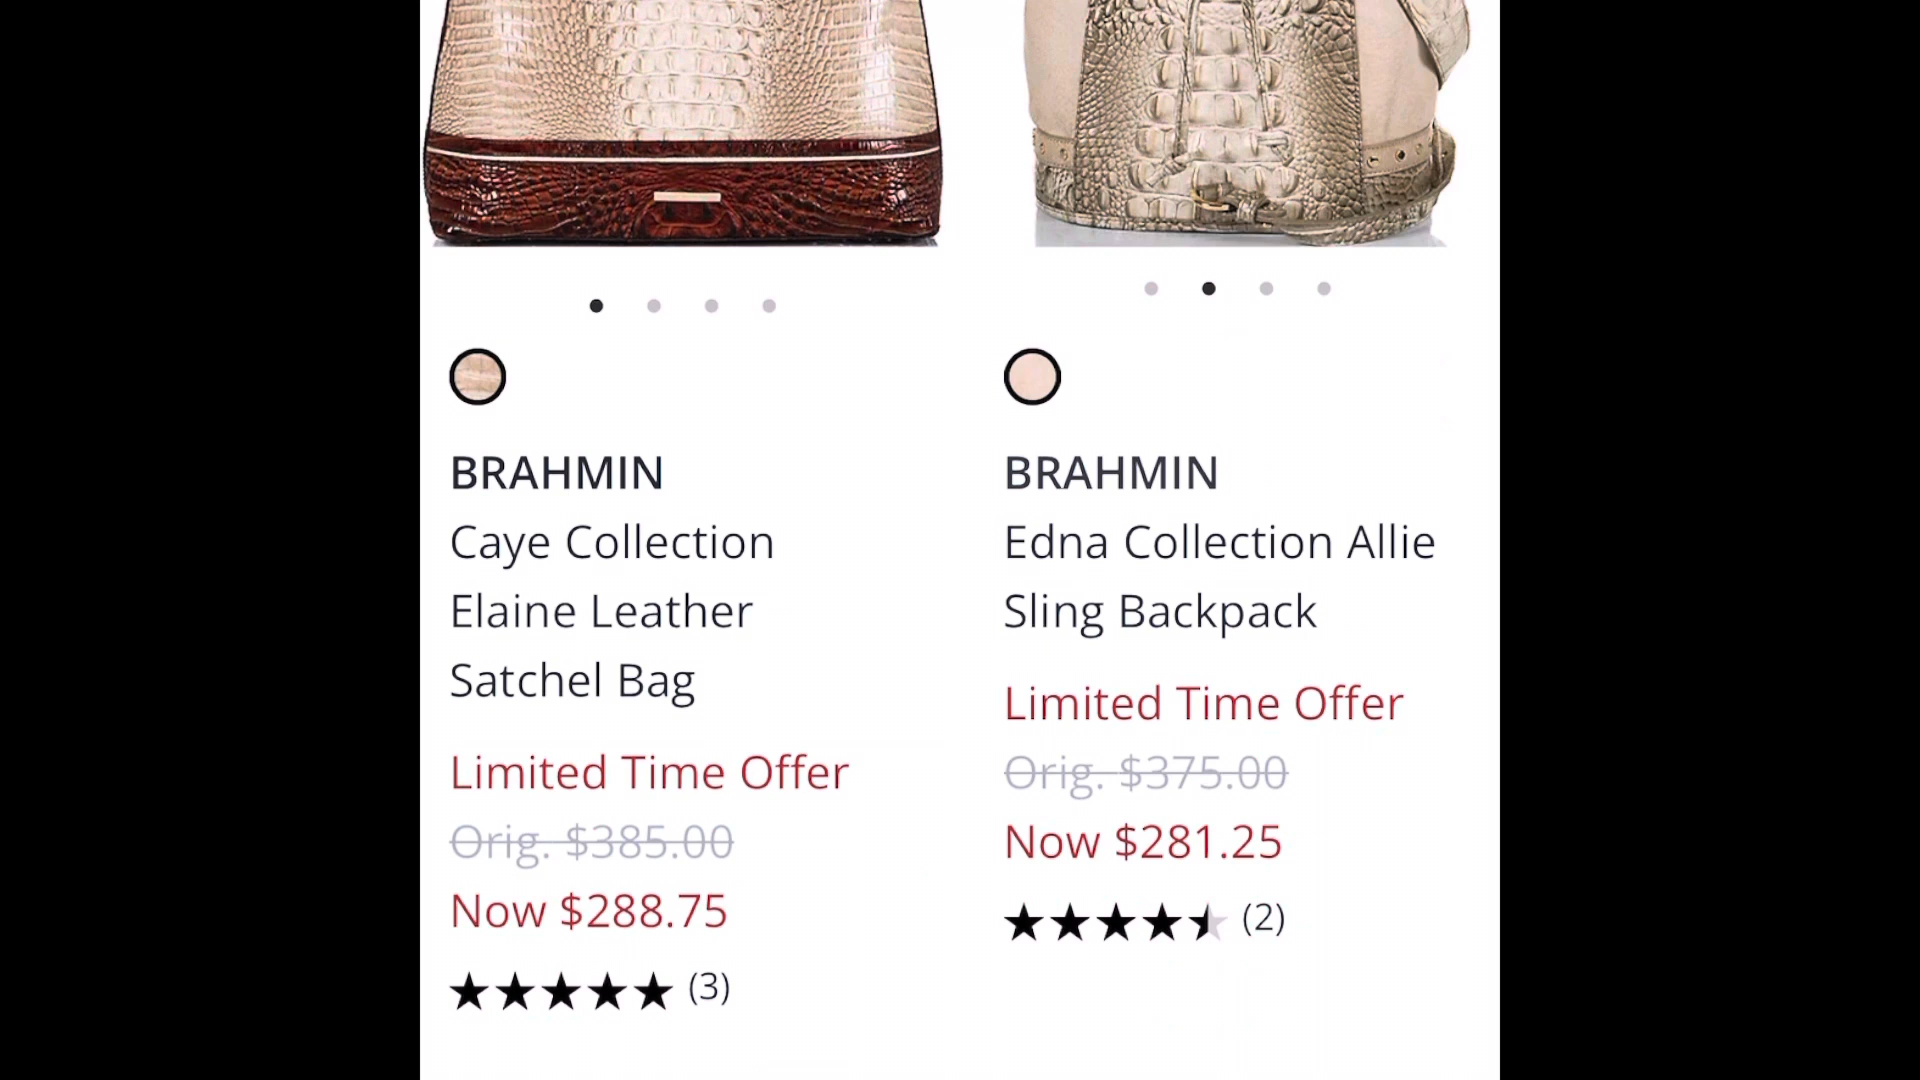 BRAHMIN
Caye Collection
Elaine Leather
Satchel Bag
Limited Time Offer
Orig. $385.00
Now $288.75
(3)
BRAHMIN
Edna Collection Allie
Sling Backpack
Limited Time Offer
Orig. $375.00
Now $281.25
(2)